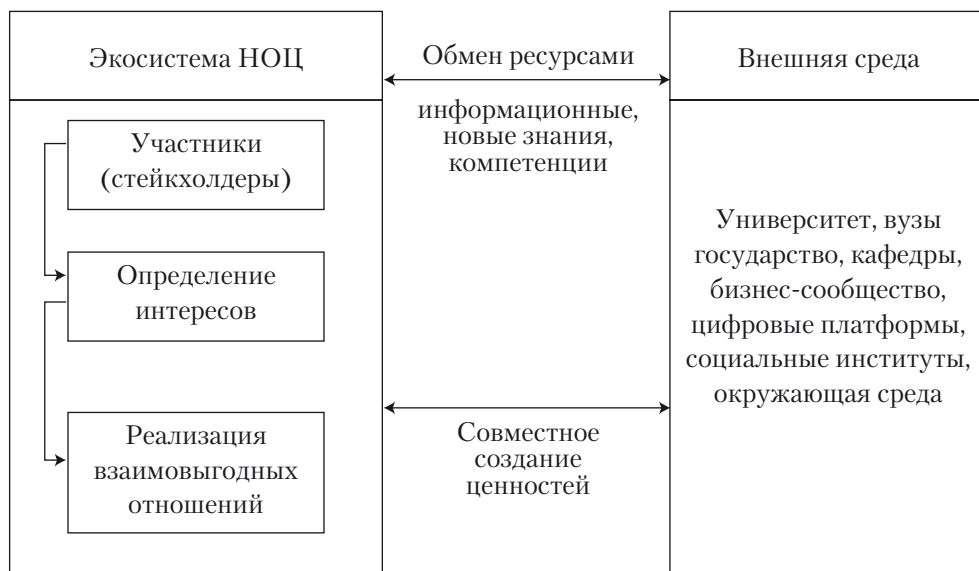 Экосистема НОЦ
Участники
(стейкхолдеры)
Определение
интересов
Реализация
взаимовыгодных
отношений
Обмен ресурсами
информационные,
новые знания,
компетенции
Совместное
создание
ценностей
Внешняя среда
Университет, вузы
государство, кафедры,
бизнес-сообщество,
цифровые платформы,
социальные институты,
окружающая среда